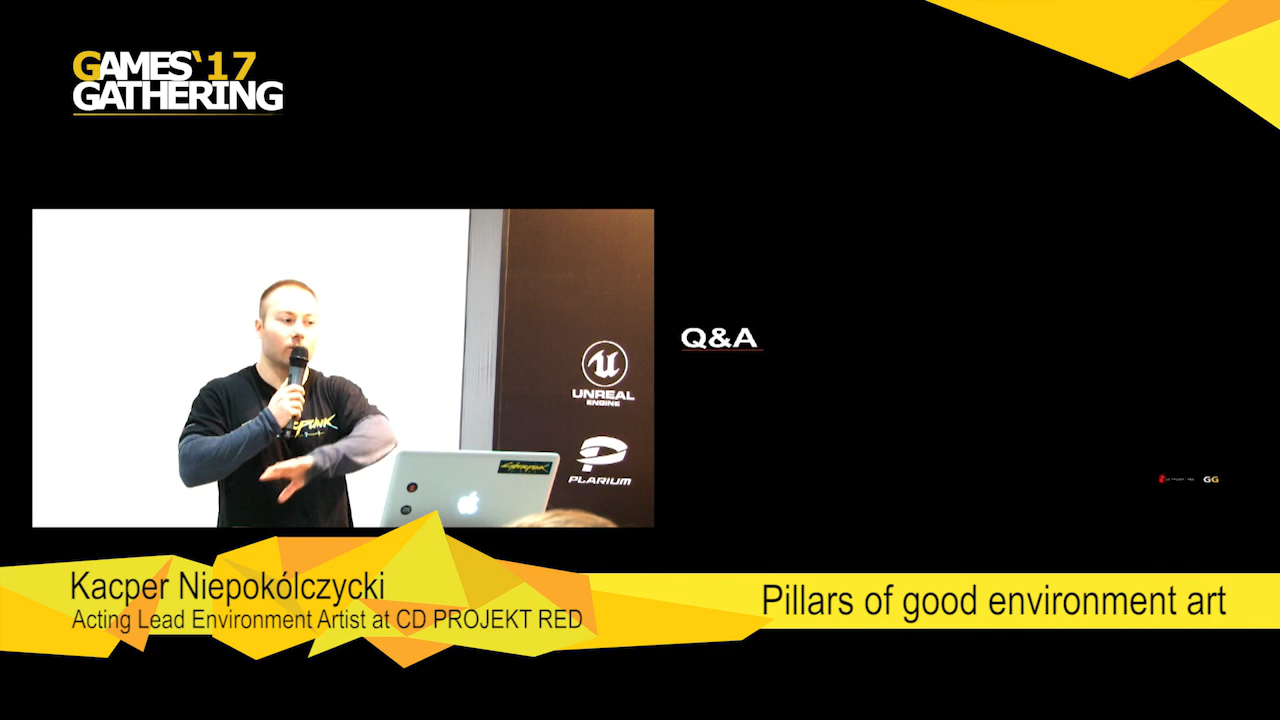 GAMES'17
GATHERING
UNREAL
ENGINE
PLARIUM
Q&A
GG
Kacper Niepokólczycki
Acting Lead Environment Artist at CD PROJEKT RED
Pillars of good environment art